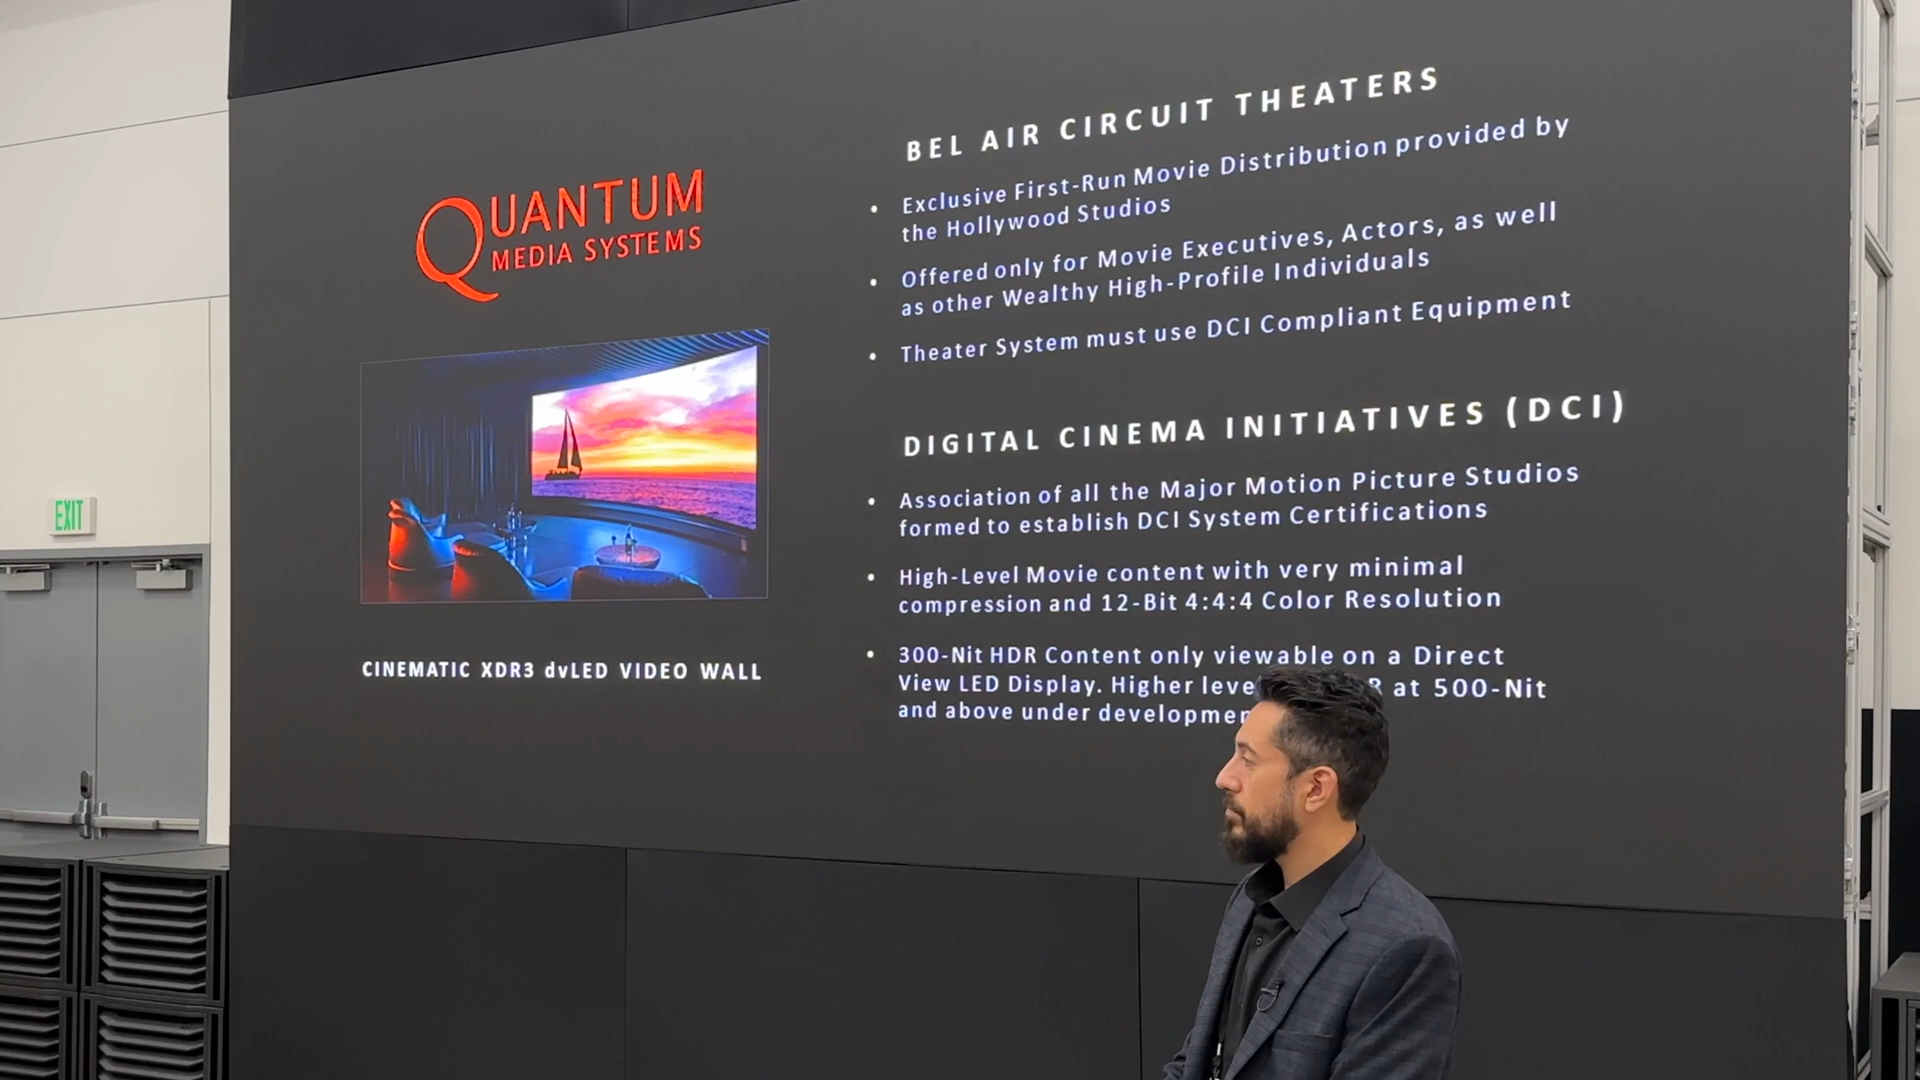 EXIT
QUANTUM
MEDIA SYSTEMS
CINEMATIC XDR3 dvLED VIDEO WALL
BEL AIR CIRCUIT THEATERS
• Exclusive First-Run Movie Distribution provided by
the Hollywood Studios
• Offered only for Movie Executives, Actors, as well
as other Wealthy High-Profile Individuals
• Theater System must use DCI Compliant Equipment
DIGITAL CINEMA INITIATIVES (DCI)
• Association of all the Major Motion Picture Studios
formed to establish DCI System Certifications
• High-Level Movie content with very minimal
compression and 12-Bit 4:4:4 Color Resolution
• 300-Nit HDR Content only viewable on a Direct
View LED Display. Higher at 500-Nit
and above under